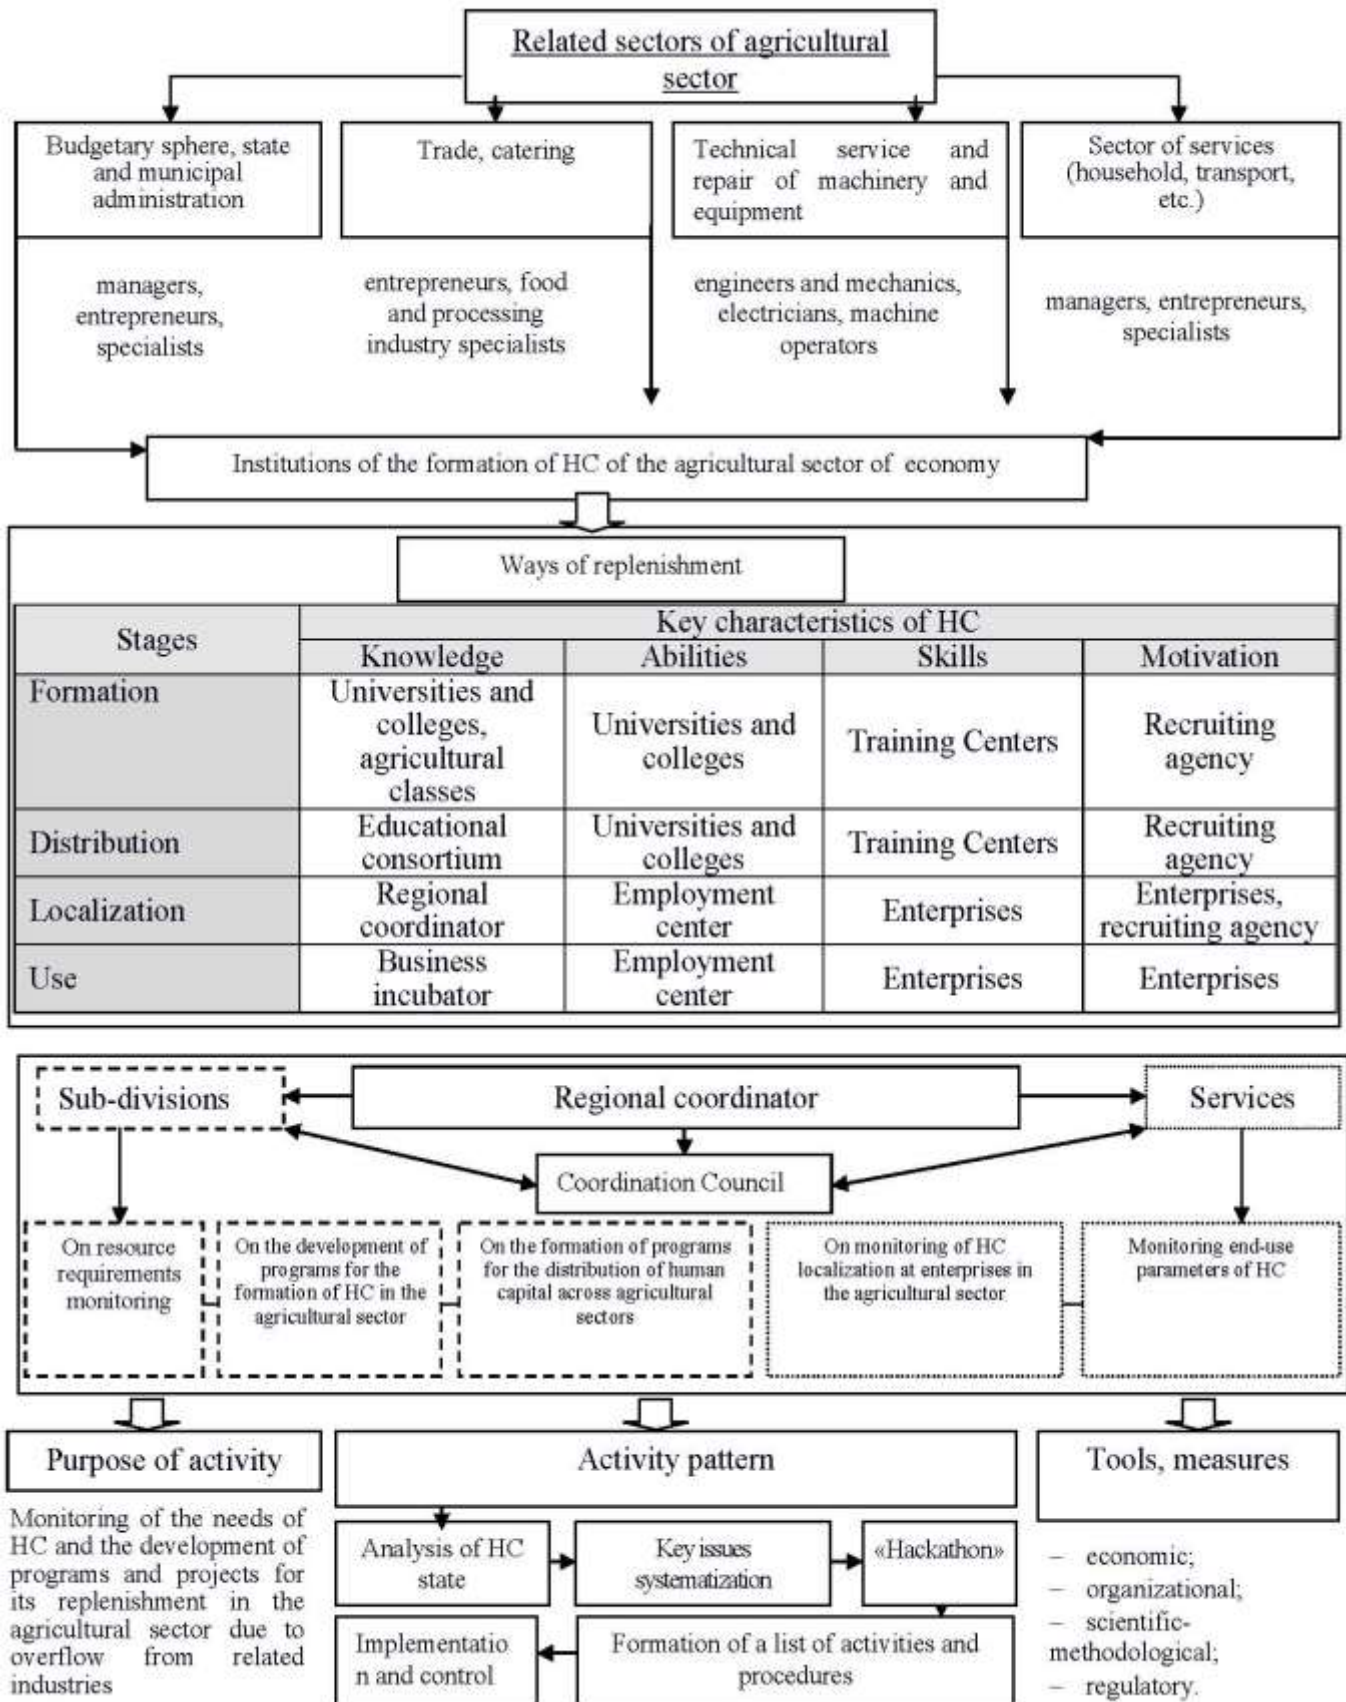 Related sectors of agricultural
sector
Budgetary sphere, state
and municipal
administration
Trade, catering
Technical service and
repair of machinery and
equipment
Sector of services
(household, transport,
etc.)
managers,
entrepreneurs,
specialists
entrepreneurs, food
and processing
industry specialists
engineers and mechanics,
electricians, machine
operators
managers, entrepreneurs,
specialists
Institutions of the formation of HC of the agricultural sector of economy
Ways of replenishment
Stages
Key characteristics of HC
Knowledge
Abilities
Skills
Motivation
Formation
Universities and
colleges,
agricultural
classes
Universities and
colleges
Training Centers
Recruiting
agency
Distribution
Educational
consortium
Universities and
colleges
Training Centers
Recruiting
agency
Localization
Regional
coordinator
Employment
center
Enterprises
Enterprises,
recruiting agency
Use
Business
incubator
Employment
center
Enterprises
Enterprises
Sub-divisions
Regional coordinator
Services
Coordination Council
On resource
requirements
monitoring
On the development of
programs for the
formation of HC in the
agricultural sector
On the formation of programs
for the distribution of human
capital across agricultural
sectors
On monitoring of HC
localization at enterprises in
the agricultural sector
Monitoring end-use
parameters of HC
Purpose of activity
Activity pattern
Tools, measures
Monitoring of the needs of
HC and the development of
programs and projects for
its replenishment in the
agricultural sector due to
overflow from related
industries
Analysis of HC
state
Key issues
systematization
«Hackathon»
Implementatio
n and control
Formation of a list of activities and
procedures
– economic;
– organizational;
– scientific-
methodological;
– regulatory.